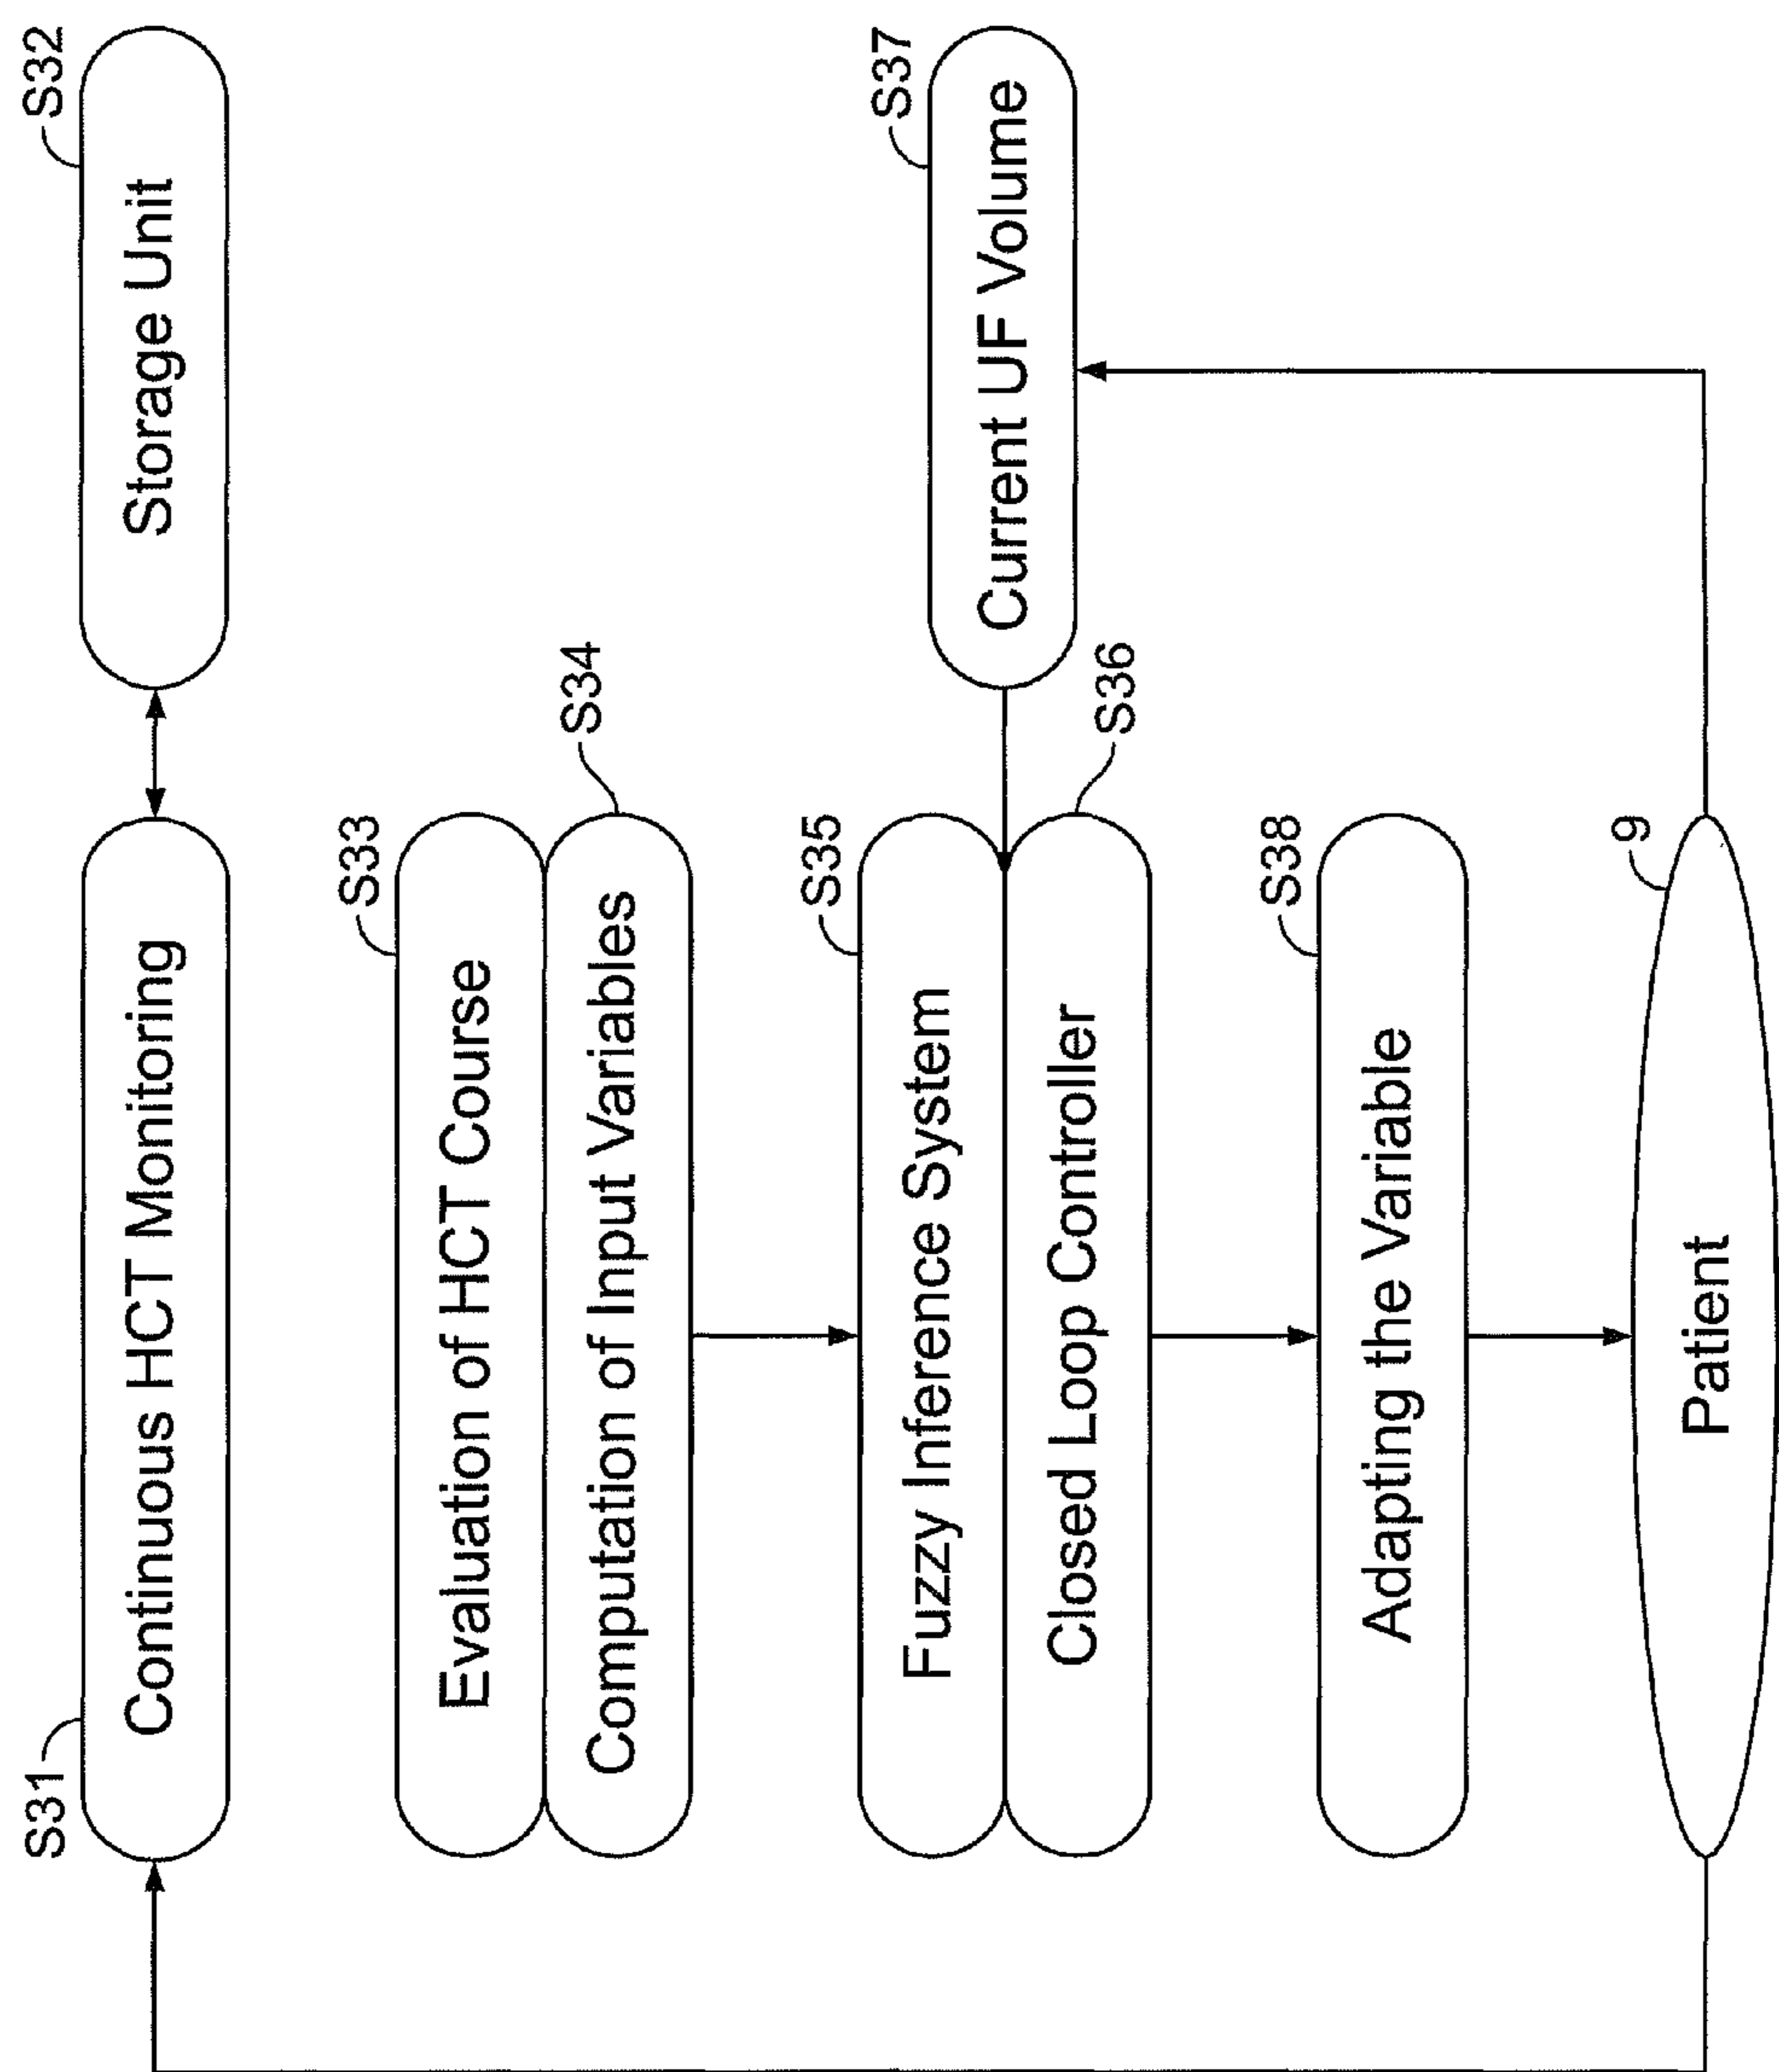 S31
Continuous HCT Monitoring
S32
Storage Unit
S33
Evaluation of HCT Course
S34
Computation of Input Variables
S35
Fuzzy Inference System
S36
Closed Loop Controller
S37
Current UF Volume
S38
Adapting the Variable
9
Patient